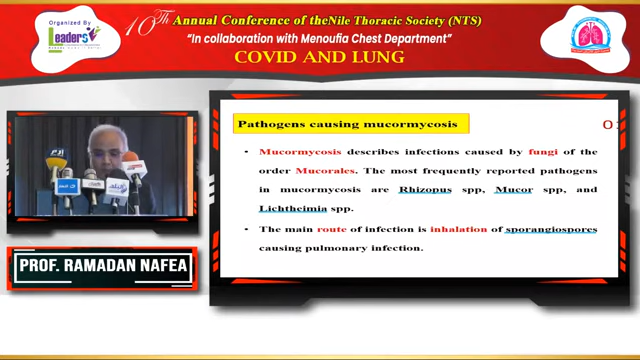 Organized By
Leaders
10Th Annual Conference of theNile Thoracic Society (NTS)
"In collaboration with Menoufia Chest Department"
COVID AND LUNG
Pathogens causing mucormycosis
• Mucormycosis describes infections caused by fungi of the
order Mucorales. The most frequently reported pathogens
in mucormycosis are Rhizopus spp, Mucor spp, and
Lichtheimia spp.
• The main route of infection is inhalation of sporangiospores
causing pulmonary infection.
PROF. RAMADAN NAFEA